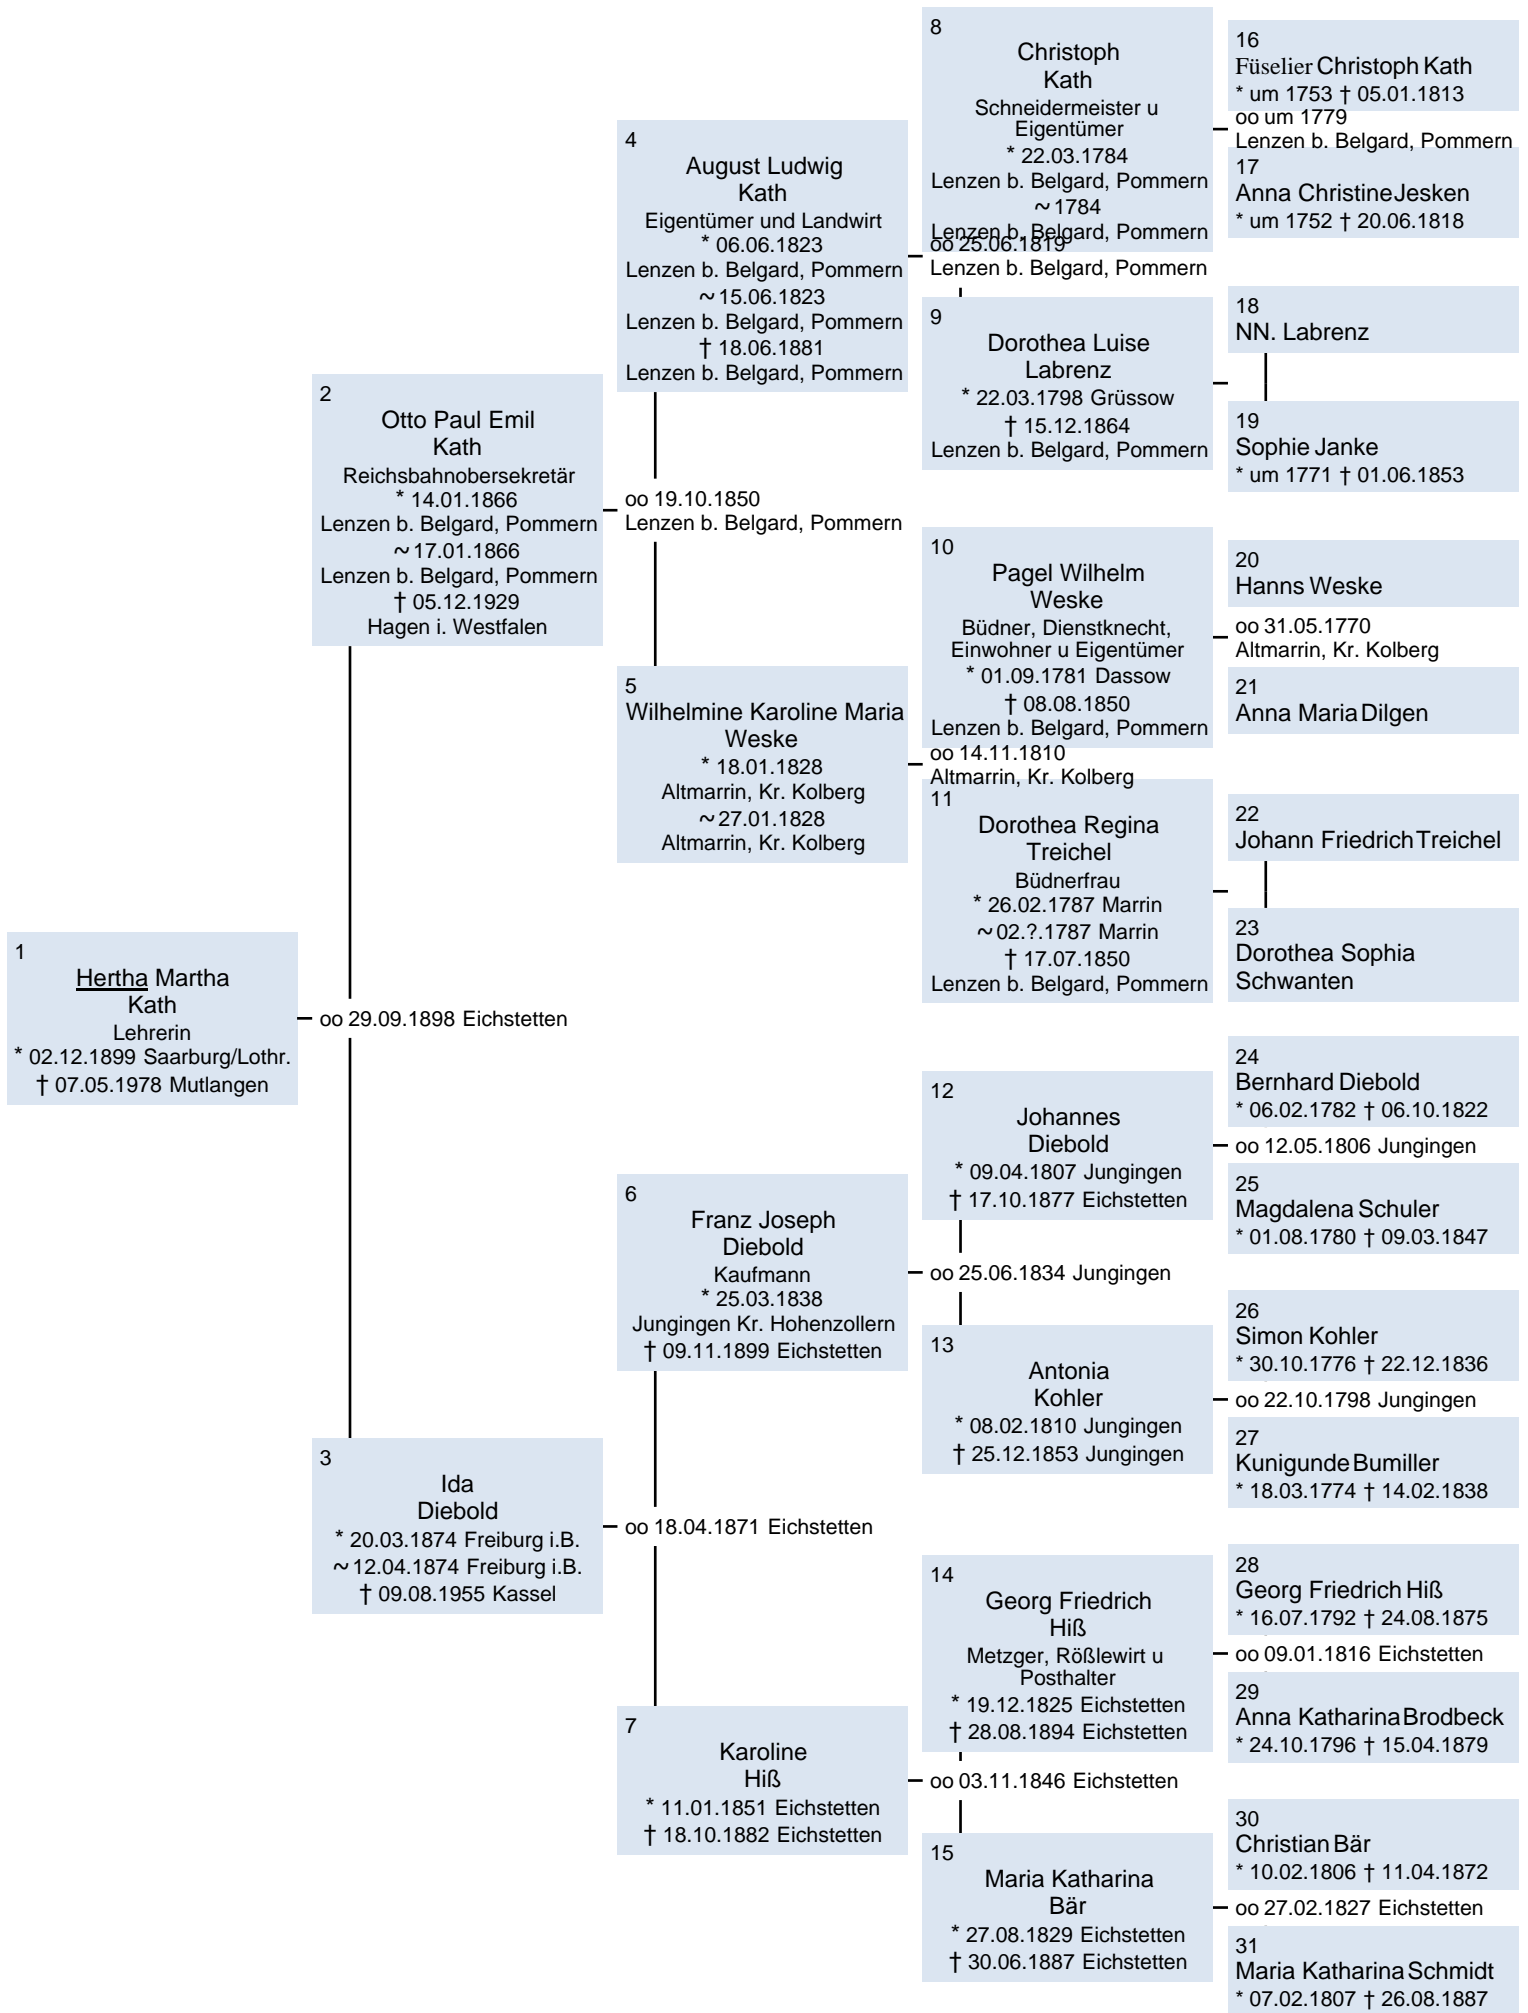 1
Hertha Martha
Kath
Lehrerin
* 02.12.1899 Saarburg/Lothr.
† 07.05.1978 Mutlangen
oo 29.09.1898 Eichstetten
2
Otto Paul Emil
Kath
Reichsbahnobersekretär
* 14.01.1866
Lenzen b. Belgard, Pommern
~ 17.01.1866
Lenzen b. Belgard, Pommern
† 05.12.1929
Hagen i. Westfalen
oo 19.10.1850
Lenzen b. Belgard, Pommern
3
Ida
Diebold
* 20.03.1874 Freiburg i.B.
~ 12.04.1874 Freiburg i.B.
† 09.08.1955 Kassel
oo 18.04.1871 Eichstetten
4
August Ludwig
Kath
Eigentümer und Landwirt
* 06.06.1823
Lenzen b. Belgard, Pommern
~ 15.06.1823
Lenzen b. Belgard, Pommern
† 18.06.1881
Lenzen b. Belgard, Pommern
oo 25.06.1819
Lenzen b. Belgard, Pommern
5
Wilhelmine Karoline Maria
Weske
* 18.01.1828
Altmarrin, Kr. Kolberg
~ 27.01.1828
Altmarrin, Kr. Kolberg
oo 14.11.1810
Altmarrin, Kr. Kolberg
6
Franz Joseph
Diebold
Kaufmann
* 25.03.1838
Jungingen Kr. Hohenzollern
† 09.11.1899 Eichstetten
oo 25.06.1834 Jungingen
7
Karoline
Hiß
* 11.01.1851 Eichstetten
† 18.10.1882 Eichstetten
oo 03.11.1846 Eichstetten
8
Christoph
Kath
Schneidermeister u
Eigentümer
* 22.03.1784
Lenzen b. Belgard, Pommern
~ 1784
Lenzen b. Belgard, Pommern
9
Dorothea Luise
Labrenz
* 22.03.1798 Grüssow
† 15.12.1864
Lenzen b. Belgard, Pommern
10
Pagel Wilhelm
Weske
Büdner, Dienstknecht,
Einwohner u Eigentümer
* 01.09.1781 Dassow
† 08.08.1850
Lenzen b. Belgard, Pommern
11
Dorothea Regina
Treichel
Büdnerfrau
* 26.02.1787 Marrin
~ 02.?.1787 Marrin
† 17.07.1850
Lenzen b. Belgard, Pommern
12
Johannes
Diebold
* 09.04.1807 Jungingen
† 17.10.1877 Eichstetten
13
Antonia
Kohler
* 08.02.1810 Jungingen
† 25.12.1853 Jungingen
14
Georg Friedrich
Hiß
Metzger, Rößlewirt u
Posthalter
* 19.12.1825 Eichstetten
† 28.08.1894 Eichstetten
15
Maria Katharina
Bär
* 27.08.1829 Eichstetten
† 30.06.1887 Eichstetten
16
Füselier Christoph Kath
* um 1753 † 05.01.1813
oo um 1779
Lenzen b. Belgard, Pommern
17
Anna Christine Jesken
* um 1752 † 20.06.1818
18
NN. Labrenz
19
Sophie Janke
* um 1771 † 01.06.1853
20
Hanns Weske
oo 31.05.1770
Altmarrin, Kr. Kolberg
21
Anna Maria Dilgen
22
Johann Friedrich Treichel
23
Dorothea Sophia
Schwanten
24
Bernhard Diebold
* 06.02.1782 † 06.10.1822
oo 12.05.1806 Jungingen
25
Magdalena Schuler
* 01.08.1780 † 09.03.1847
26
Simon Kohler
* 30.10.1776 † 22.12.1836
oo 22.10.1798 Jungingen
27
Kunigunde Bumiller
* 18.03.1774 † 14.02.1838
28
Georg Friedrich Hiß
* 16.07.1792 † 24.08.1875
oo 09.01.1816 Eichstetten
29
Anna Katharina Brodbeck
* 24.10.1796 † 15.04.1879
30
Christian Bär
* 10.02.1806 † 11.04.1872
oo 27.02.1827 Eichstetten
31
Maria Katharina Schmidt
* 07.02.1807 † 26.08.1887